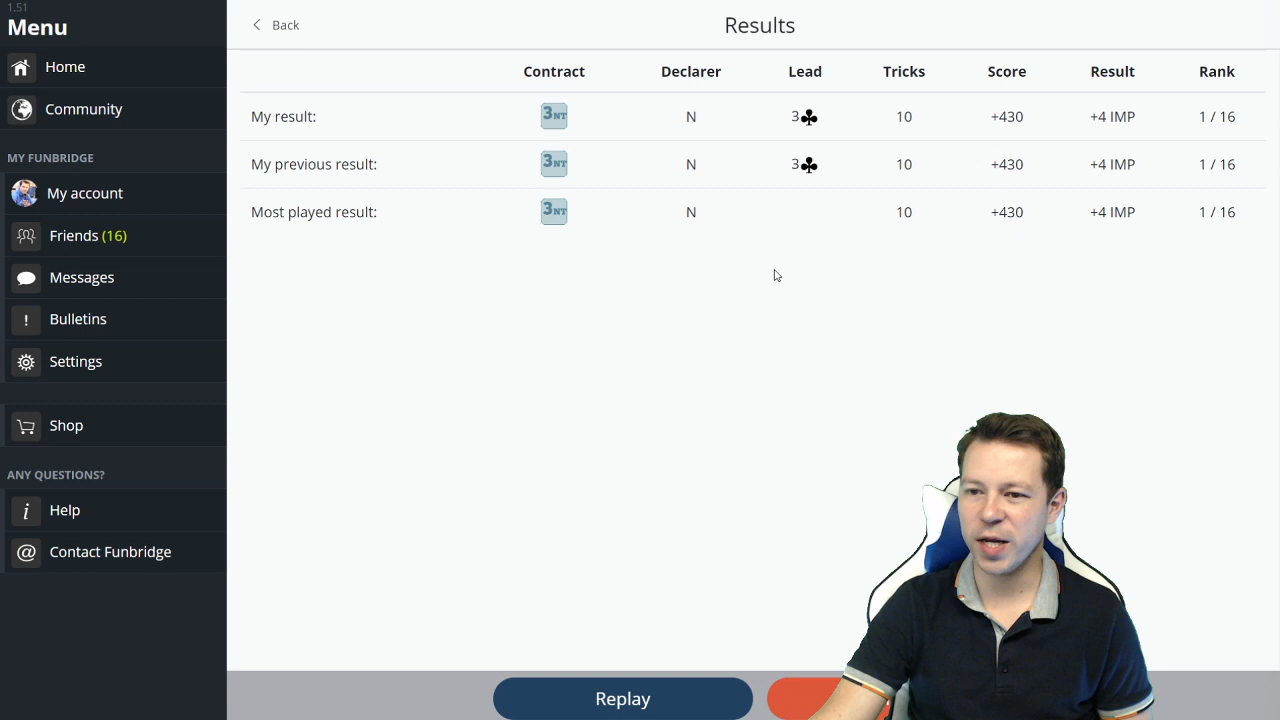 1.51
Menu
Home
Community
MY FUNBRIDGE
My account
Friends (16)
Messages
Bulletins
Settings
Shop
ANY QUESTIONS?
Help
Contact Funbridge
Back
Results
Contract Declarer Lead Tricks Score Result Rank
My result: 3NT N 3♣ 10 +430 +4 IMP 1 / 16
My previous result: 3NT N 3♣ 10 +430 +4 IMP 1 / 16
Most played result: 3NT N 10 +430 +4 IMP 1 / 16
Replay